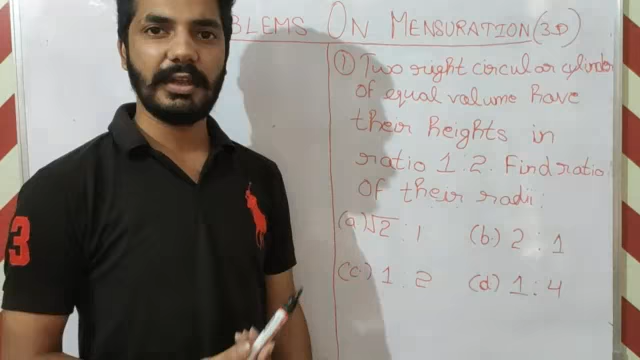 BLEMS ON MENSURATION (3D)
① Two right circular cylinder
of equal volume have
their heights in
ratio 1:2. Find ratio
of their radii:
(a) √2 : 1 (b.) 2 : 1
(c.) 1 : 2 (d) 1 : 4
3